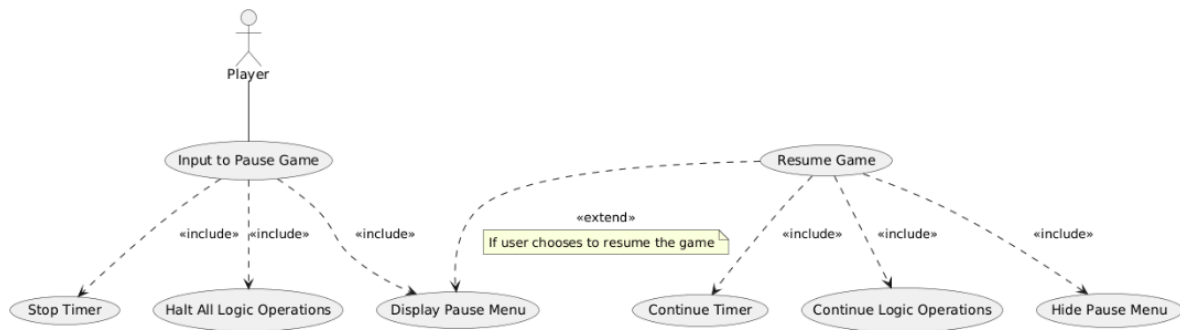 Player
Input to Pause Game
Resume Game
«extend»
If user chooses to resume the game
«include»
«include»
«include»
«include»
«include»
«include»
Stop Timer
Halt All Logic Operations
Display Pause Menu
Continue Timer
Continue Logic Operations
Hide Pause Menu